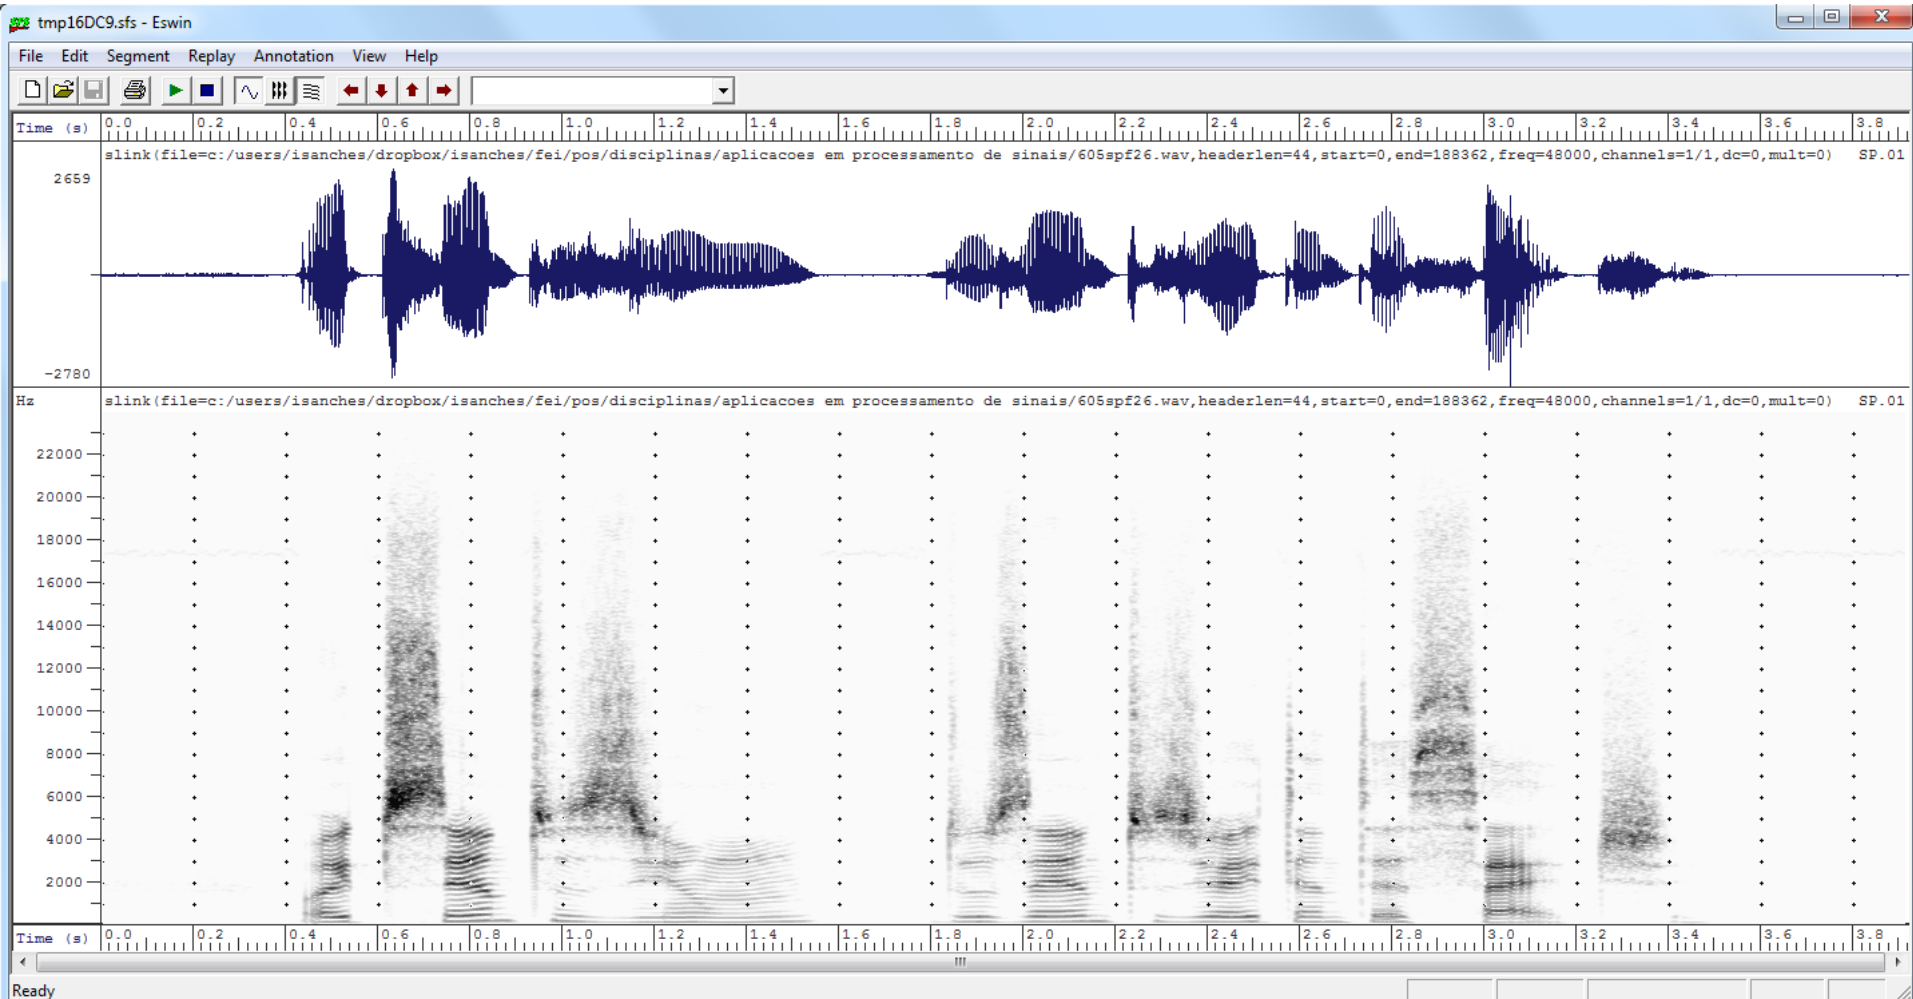 tmp16DC9.sfs - Eswin
File Edit Segment Replay Annotation View Help
Time (s) 0.0 0.2 0.4 0.6 0.8 1.0 1.2 1.4 1.6 1.8 2.0 2.2 2.4 2.6 2.8 3.0 3.2 3.4 3.6 3.8
slink(file=c:/users/isanches/dropbox/isanches/fei/pos/disciplinas/aplicacoes em processamento de sinais/605spf26.wav,headerlen=44,start=0,end=188362,freq=48000,channels=1/1,dc=0,mult=0) SP.01
2659
-2780
Hz slink(file=c:/users/isanches/dropbox/isanches/fei/pos/disciplinas/aplicacoes em processamento de sinais/605spf26.wav,headerlen=44,start=0,end=188362,freq=48000,channels=1/1,dc=0,mult=0) SP.01
22000
20000
18000
16000
14000
12000
10000
8000
6000
4000
2000
Time (s) 0.0 0.2 0.4 0.6 0.8 1.0 1.2 1.4 1.6 1.8 2.0 2.2 2.4 2.6 2.8 3.0 3.2 3.4 3.6 3.8
Ready